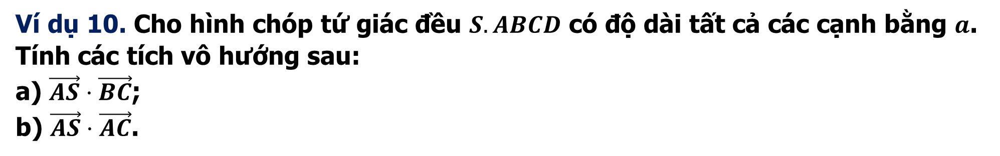 Ví dụ 10. Cho hình chóp tứ giác đều S.ABCD có độ dài tất cả các cạnh bằng a.
Tính các tích vô hướng sau:
a) $\overrightarrow{AS} \cdot \overrightarrow{BC}$;
b) $\overrightarrow{AS} \cdot \overrightarrow{AC}$.